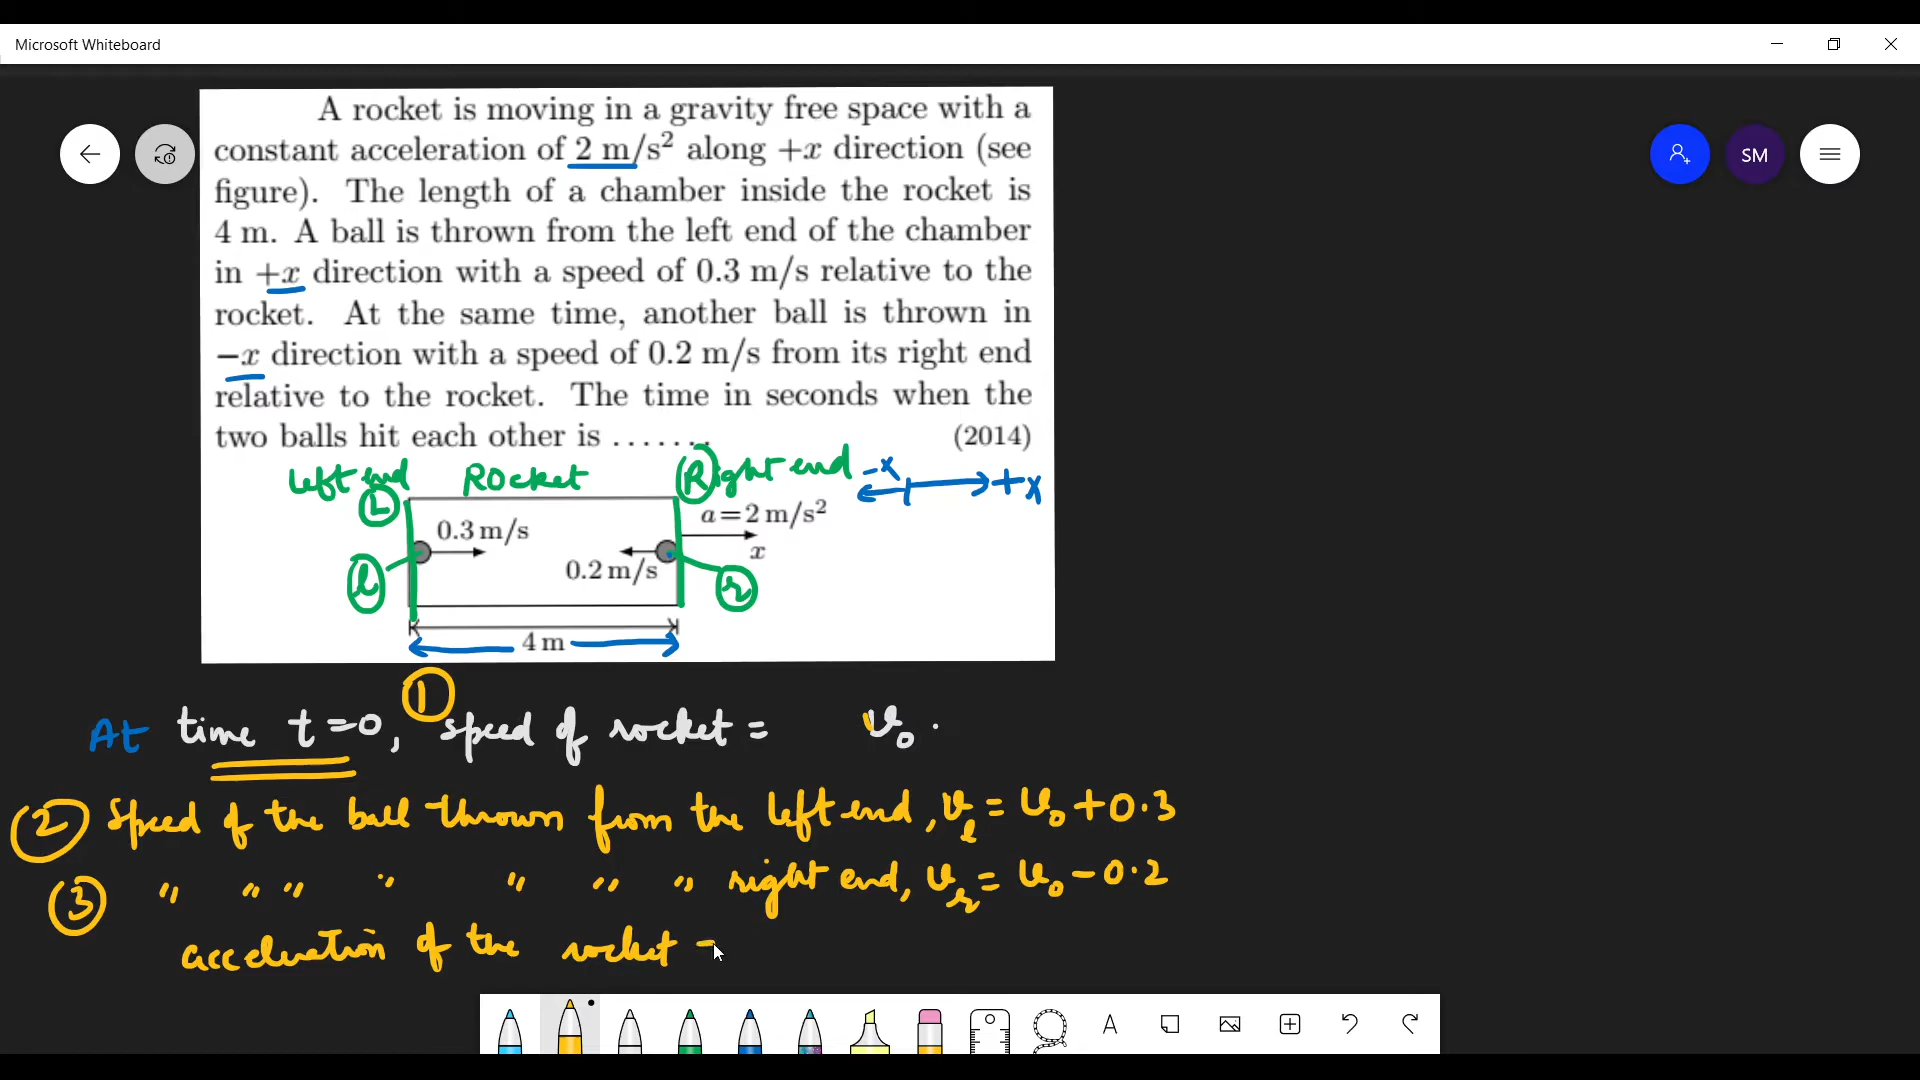 Microsoft Whiteboard
SM
A rocket is moving in a gravity free space with a
constant acceleration of 2 m/s² along +x direction (see
figure). The length of a chamber inside the rocket is
4 m. A ball is thrown from the left end of the chamber
in +x direction with a speed of 0.3 m/s relative to the
rocket. At the same time, another ball is thrown in
−x direction with a speed of 0.2 m/s from its right end
relative to the rocket. The time in seconds when the
two balls hit each other is .......
(2014)
Left end Rocket Right end -x +x
L
a=2 m/s²
0.3 m/s
x
0.2 m/s
l r
4 m
① At time t=0, speed of rocket = v₀.
② Speed of the ball thrown from the left end, v_l = v₀ + 0.3
③ " " " " " " " right end, v_r = v₀ - 0.2
acceleration of the rocket -
A